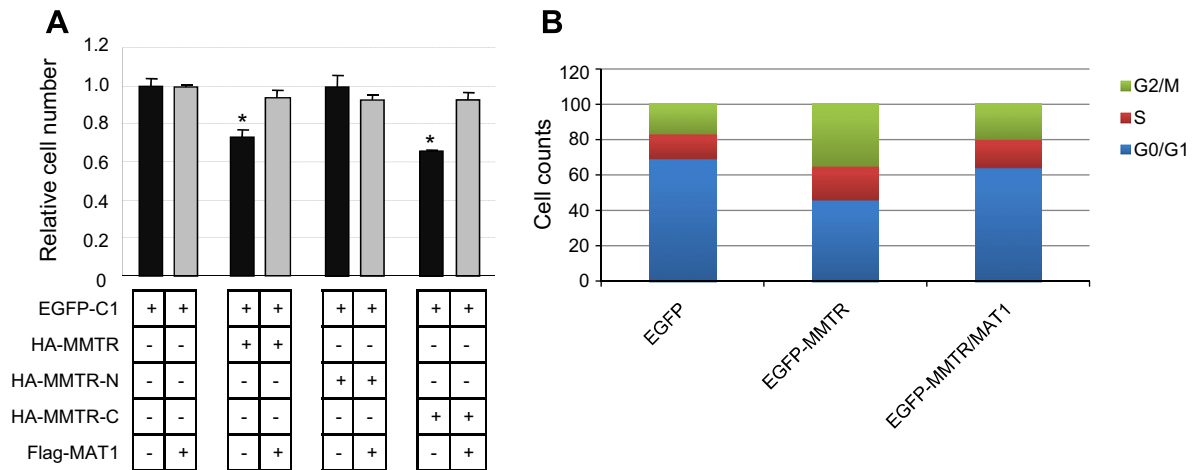 A
Relative cell number
1.2
1.0
0.8
0.6
0.4
0.2
0
* *
EGFP-C1 + + + + + + + +
HA-MMTR - - + + - - - -
HA-MMTR-N - - - - + + - -
HA-MMTR-C - - - - - - + +
Flag-MAT1 - + - + - + - +
B
Cell counts
120
100
80
60
40
20
0
EGFP
EGFP-MMTR
EGFP-MMTR/MAT1
G2/M
S
G0/G1